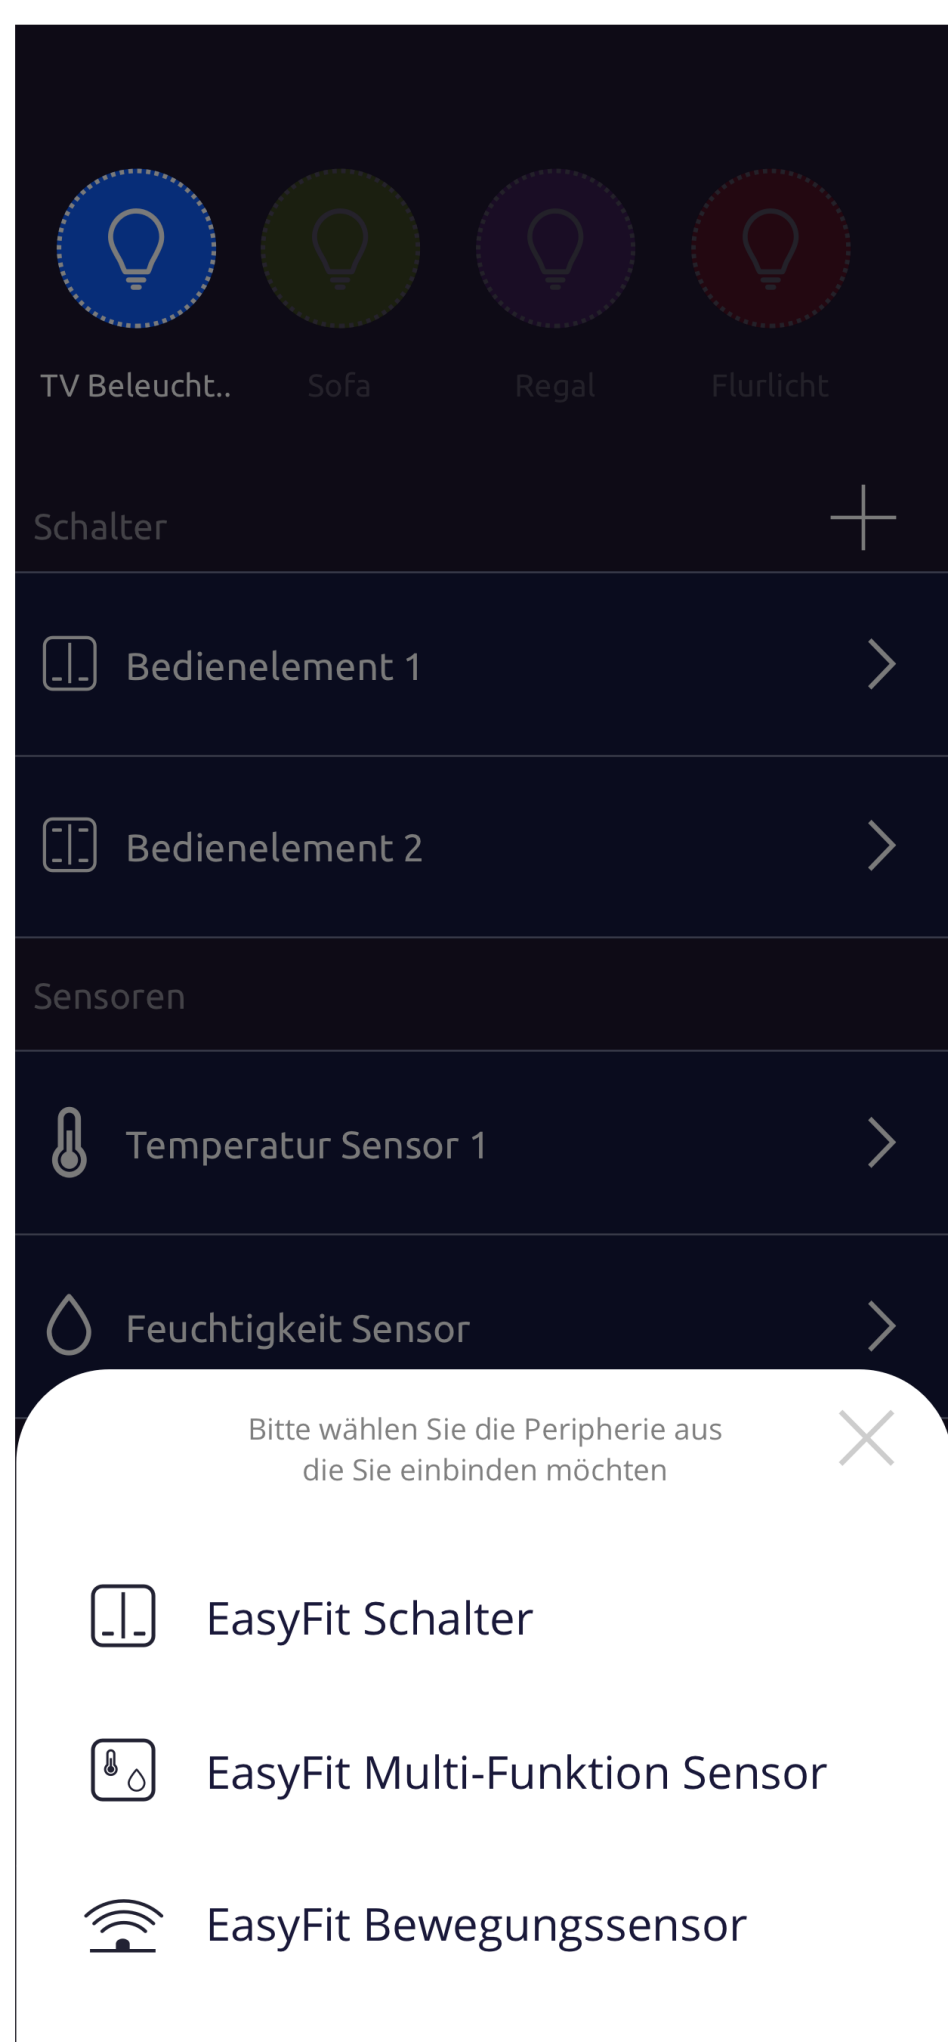 TV Beleucht..
Sofa
Regal
Flurlicht
Schalter
Bedienelement 1
Bedienelement 2
Sensoren
Temperatur Sensor 1
Feuchtigkeit Sensor
Bitte wählen Sie die Peripherie aus
die Sie einbinden möchten
EasyFit Schalter
EasyFit Multi-Funktion Sensor
EasyFit Bewegungssensor